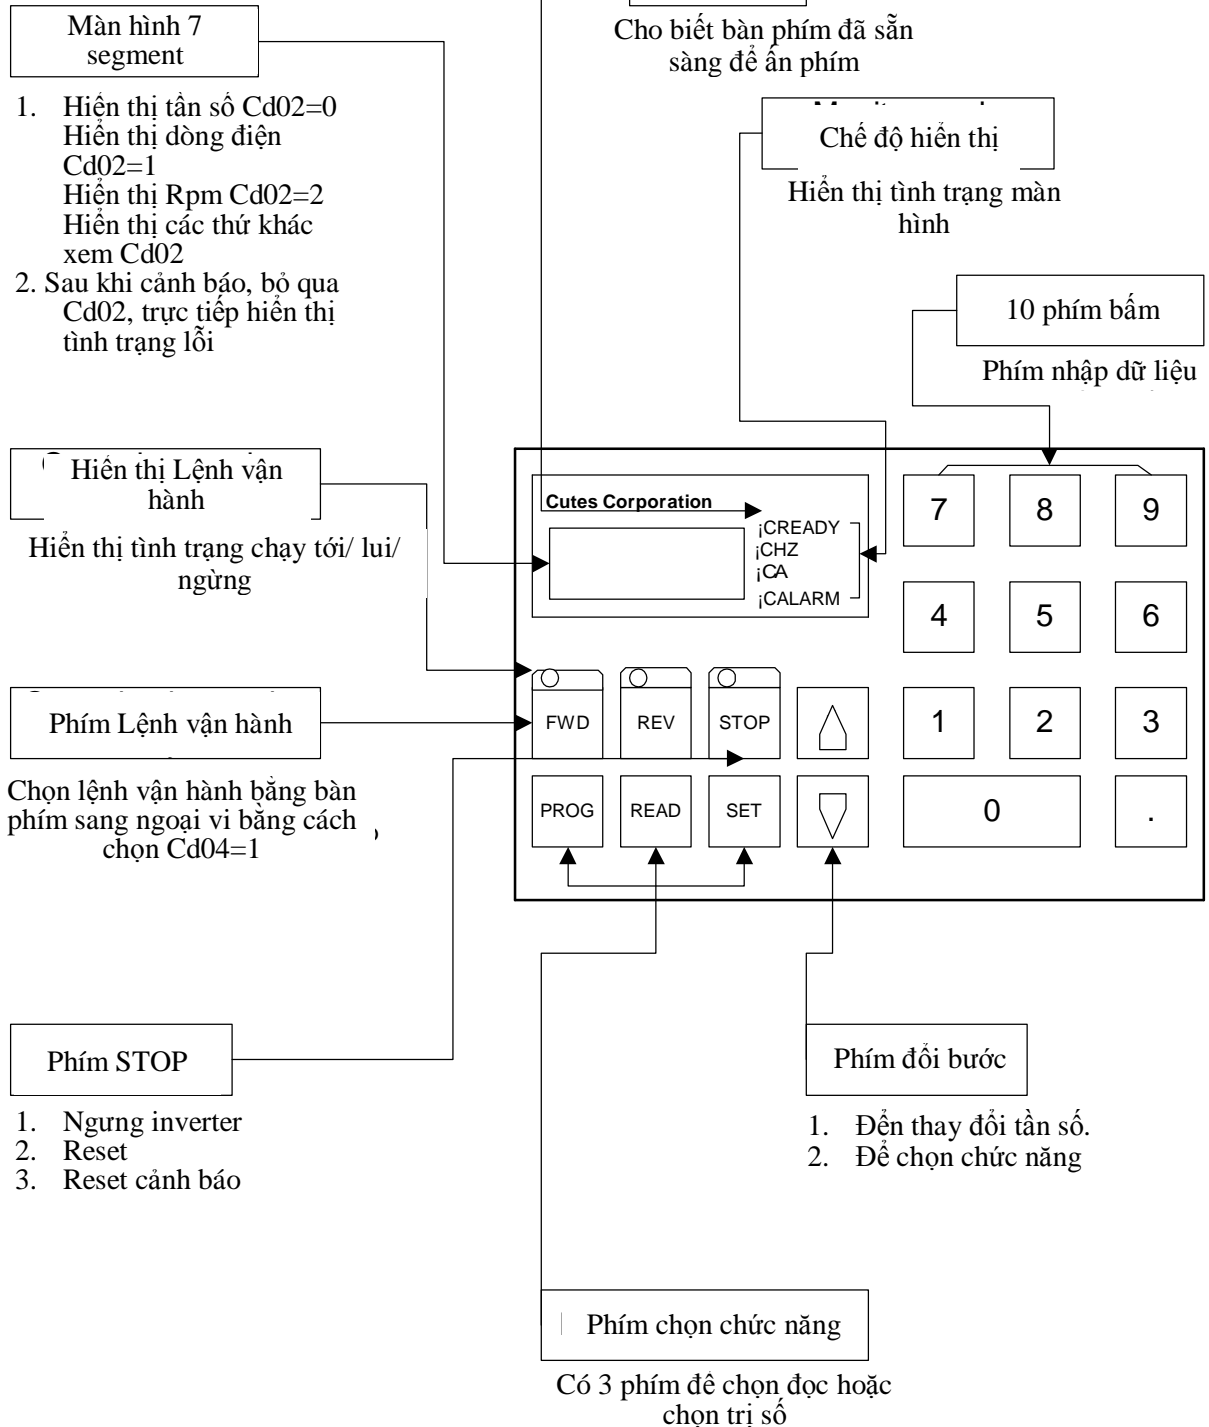 Màn hình 7
segment
1. Hiển thị tần số Cd02=0
Hiển thị dòng điện
Cd02=1
Hiển thị Rpm Cd02=2
Hiển thị các thứ khác
xem Cd02
2. Sau khi cảnh báo, bỏ qua
Cd02, trực tiếp hiển thị
tình trạng lỗi
Cho biết bàn phím đã sẵn
sàng để ấn phím
Chế độ hiển thị
Hiển thị tình trạng màn
hình
10 phím bấm
Phím nhập dữ liệu
Hiển thị Lệnh vận
hành
Hiển thị tình trạng chạy tới/ lui/
ngừng
Phím Lệnh vận hành
Chọn lệnh vận hành bằng bàn
phím sang ngoại vi bằng cách
chọn Cd04=1
Cutes Corporation
¡CREADY
¡CHZ
¡CA
¡CALARM
7 8 9
4 5 6
FWD REV STOP 1 2 3
PROG READ SET 0 .
Phím STOP
1. Ngưng inverter
2. Reset
3. Reset cảnh báo
Phím đổi bước
1. Đển thay đổi tần số.
2. Để chọn chức năng
Phím chọn chức năng
Có 3 phím để chọn đọc hoặc
chọn trị số